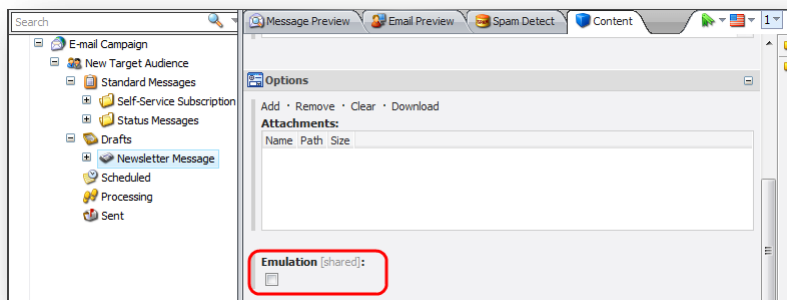 Search
Message Preview
Email Preview
Spam Detect
Content
1
E-mail Campaign
New Target Audience
Standard Messages
Self-Service Subscription
Status Messages
Drafts
Newsletter Message
Scheduled
Processing
Sent
Options
Add · Remove · Clear · Download
Attachments:
Name Path Size
Emulation [shared]: